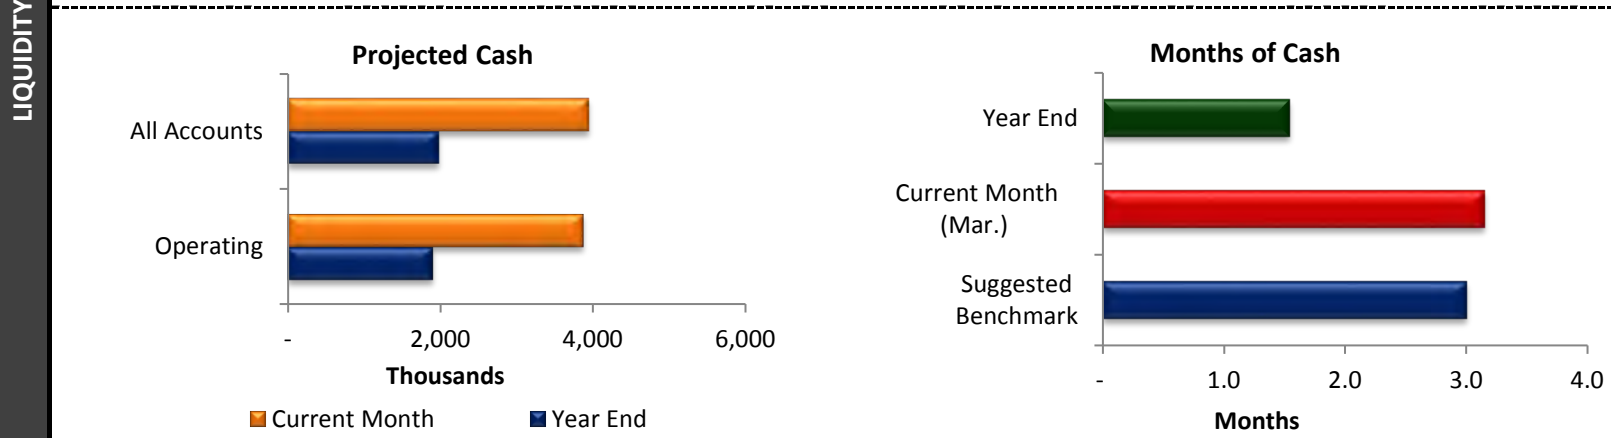 LIQUIDITY
Projected Cash
All Accounts
Operating
-
2,000
4,000
6,000
Thousands
Current Month
Year End
Months of Cash
Year End
Current Month
(Mar.)
Suggested
Benchmark
-
1.0
2.0
3.0
4.0
Months